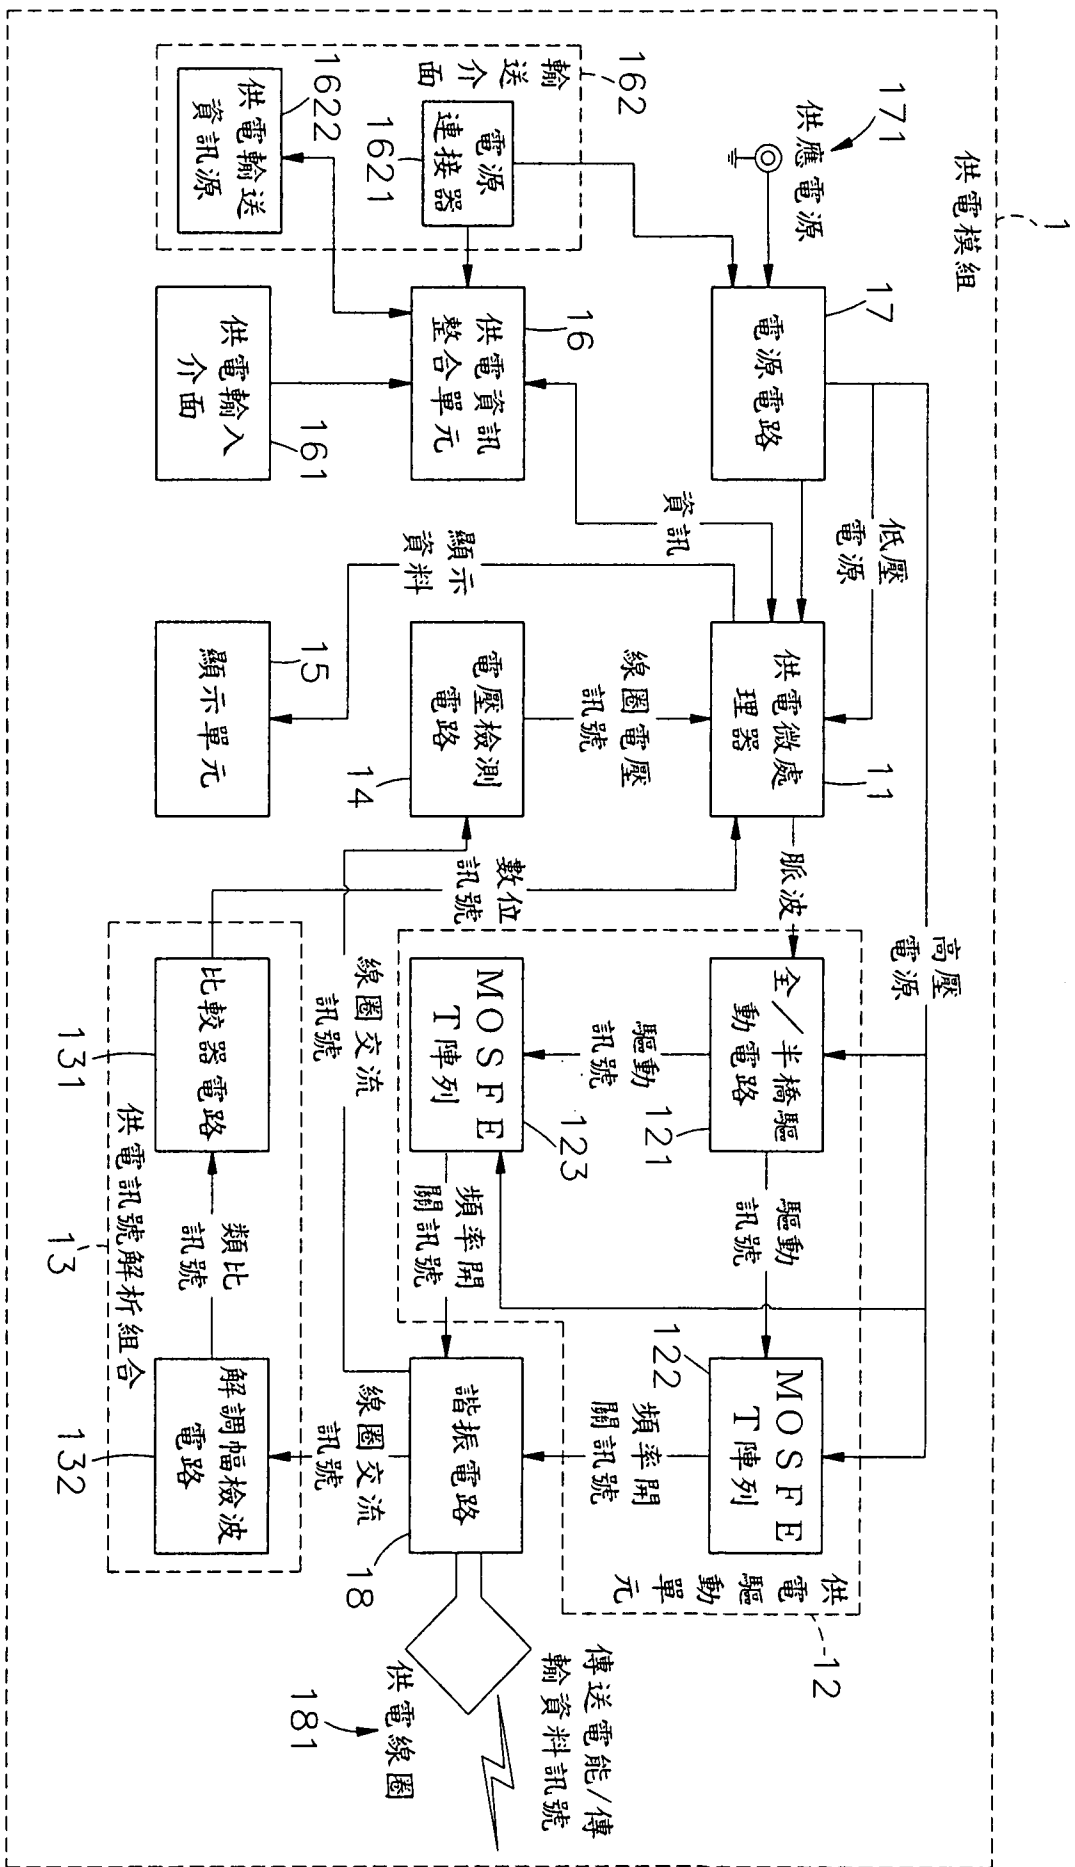 1
供電模組
171
供應電源
17
電源電路
低壓
電源
高壓
電源
162
輸送介面
電源
連接器
1621
供電輸送
資訊源
1622
16
供電資訊
整合單元
供電輸入
介面
161
資訊
顯示
資料
15
顯示單元
電壓檢測
電路
14
線圈電壓
訊號
供電微處
理器
11
脈波
數位
訊號
全/半橋驅
動電路
121
驅動
訊號
驅動
訊號
MOSFE
T陣列
123
MOSFE
T陣列
122
頻率開
關訊號
頻率開
關訊號
供電驅動單元
12
諧振電路
18
線圈交流
訊號
線圈交流
訊號
比較器電路
131
類比
訊號
解調幅檢波
電路
132
供電訊號解析組合
13
供電線圈
181
傳送電能/傳
輸資料訊號